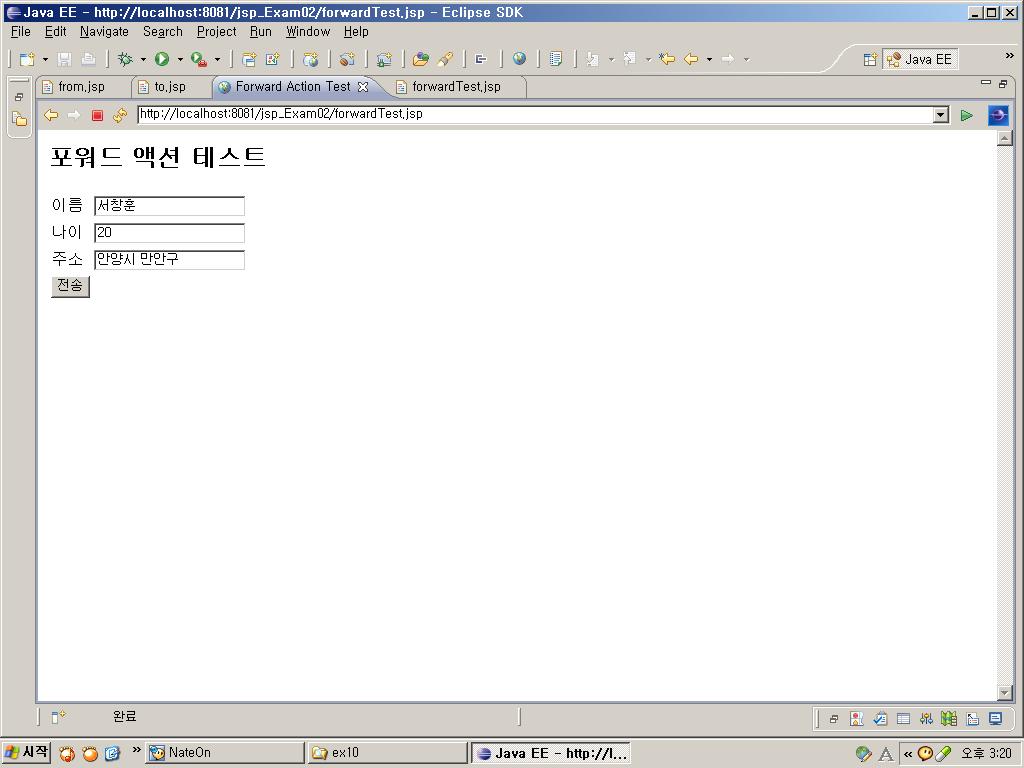 Java EE - http://localhost:8081/jsp_Exam02/forwardTest.jsp - Eclipse SDK
File Edit Navigate Search Project Run Window Help
Java EE
from.jsp to.jsp Forward Action Test forwardTest.jsp
http://localhost:8081/jsp_Exam02/forwardTest.jsp
포워드 액션 테스트
이름 서창훈
나이 20
주소 안양시 만안구
전송
완료
시작 NateOn ex10 Java EE - http://l... 오후 3:20